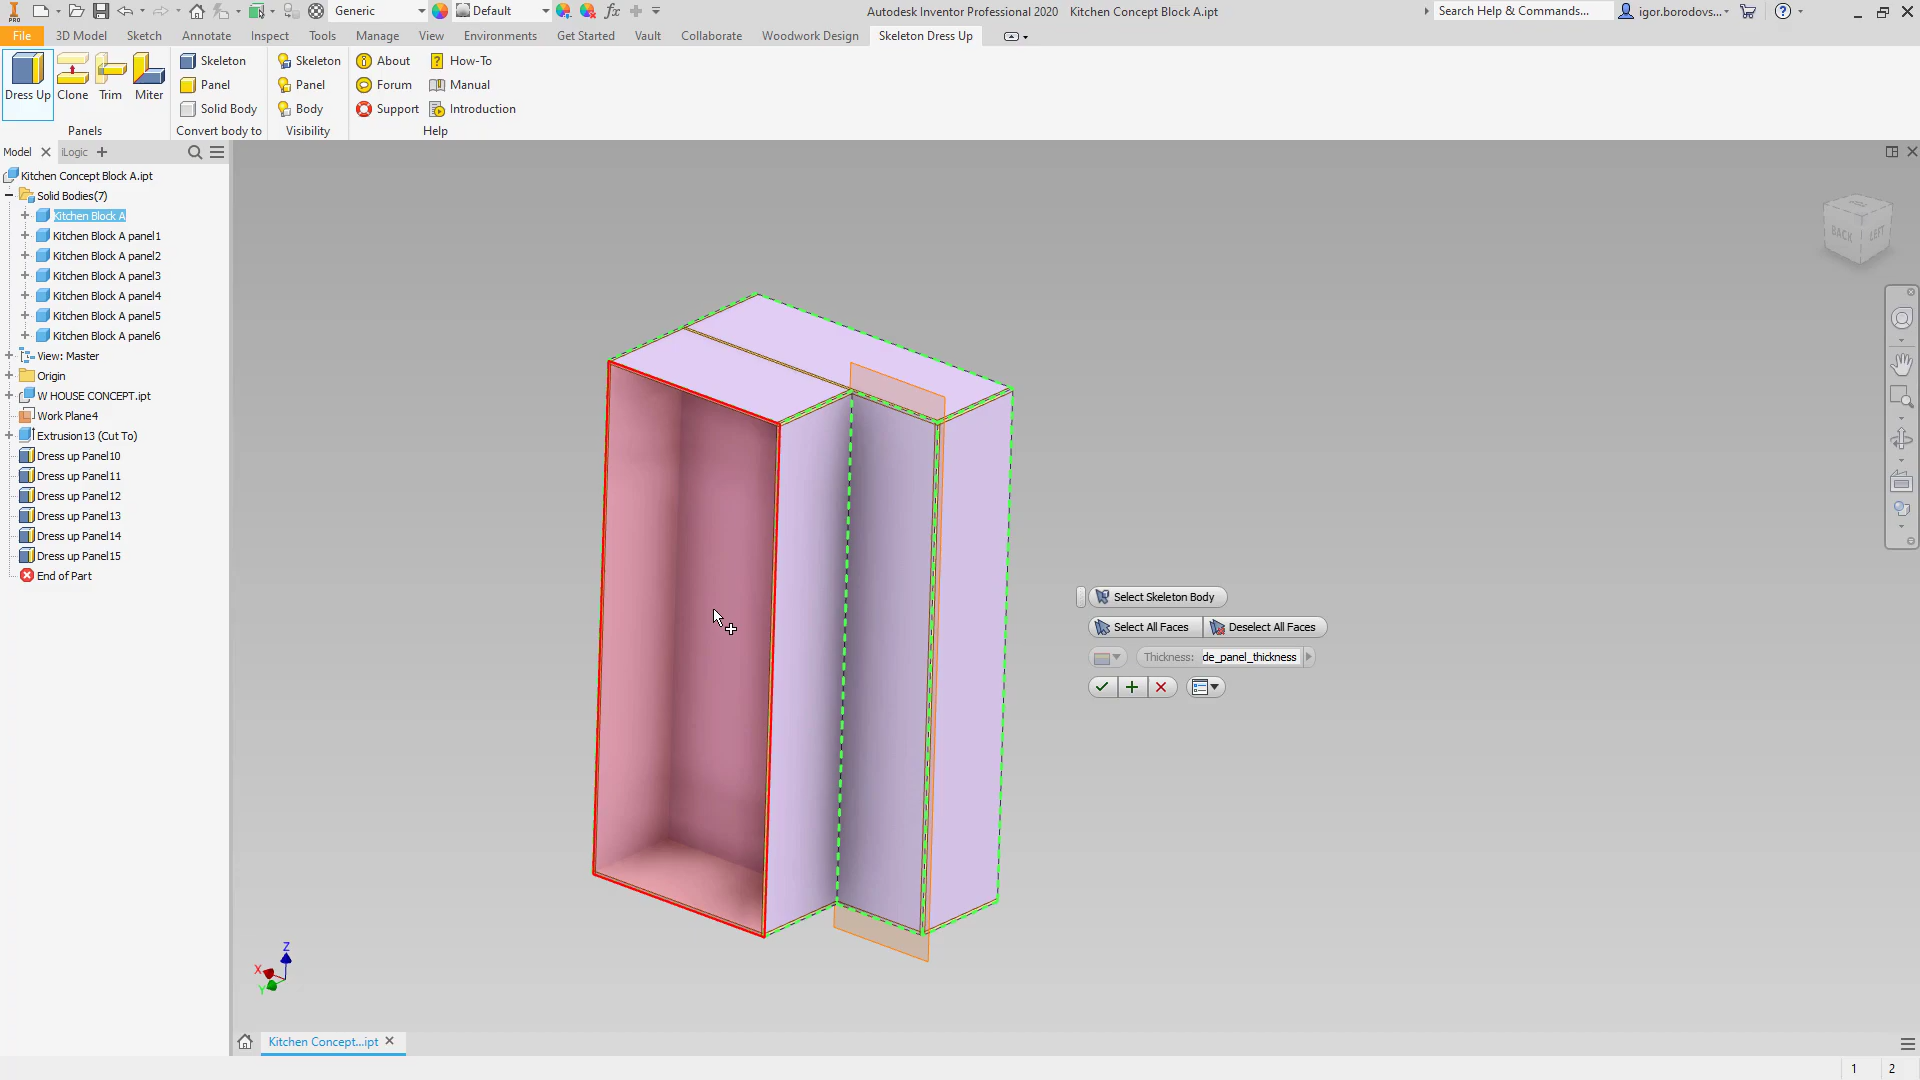 PRO Generic Default fx Autodesk Inventor Professional 2020 Kitchen Concept Block A.ipt Search Help & Commands... igor.borodovs...
File 3D Model Sketch Annotate Inspect Tools Manage View Environments Get Started Vault Collaborate Woodwork Design Skeleton Dress Up
Skeleton Skeleton About How-To
Panel Panel Forum Manual
Dress Up Clone Trim Miter
Solid Body Body Support Introduction
Panels Convert body to Visibility Help
Model iLogic
Kitchen Concept Block A.ipt
Solid Bodies(7)
Kitchen Block A
Kitchen Block A panel1
Kitchen Block A panel2
Kitchen Block A panel3
Kitchen Block A panel4
Kitchen Block A panel5
Kitchen Block A panel6
View: Master
Origin
W HOUSE CONCEPT.ipt
Work Plane4
Extrusion13 (Cut To)
Dress up Panel10
Dress up Panel11
Dress up Panel12
Dress up Panel13
Dress up Panel14
Dress up Panel15
End of Part
BACK LEFT
Select Skeleton Body
Select All Faces Deselect All Faces
Thickness: de_panel_thickness
Z
X
Y
Kitchen Concept...ipt
1 2